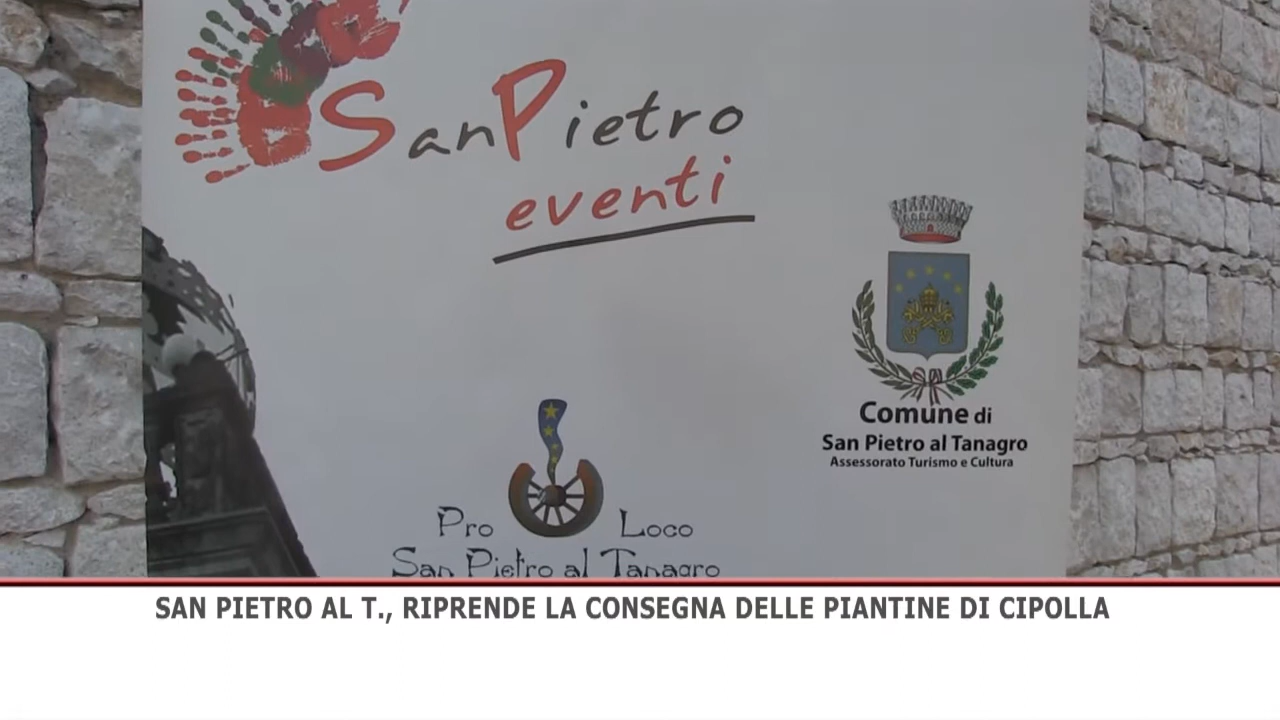 SanPietro
eventi
Comune di
San Pietro al Tanagro
Assessorato Turismo e Cultura
Pro Loco
San Pietro al Tanagro
SAN PIETRO AL T., RIPRENDE LA CONSEGNA DELLE PIANTINE DI CIPOLLA